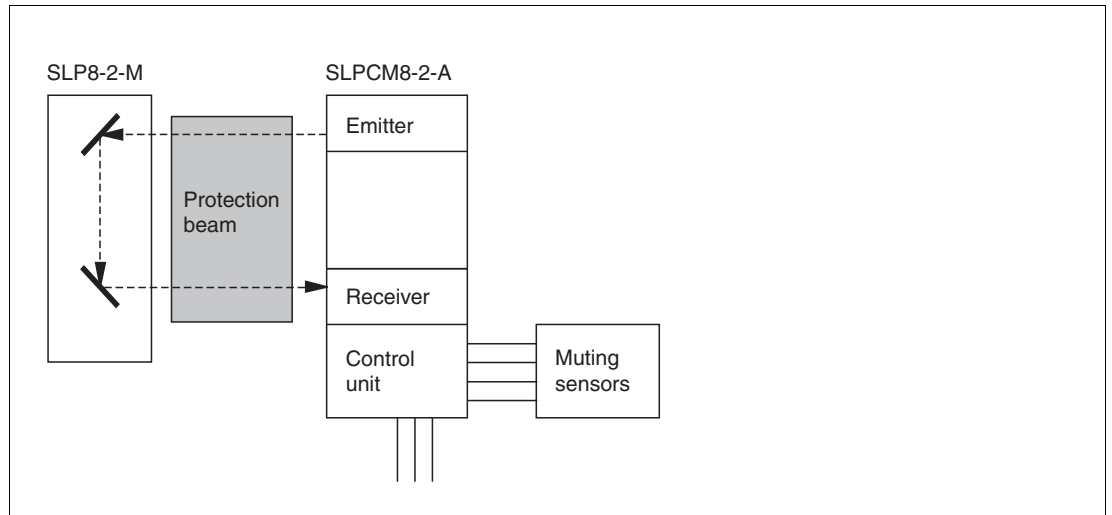 SLP8-2-M
SLPCM8-2-A
Emitter
Protection
beam
Receiver
Control
unit
Muting
sensors